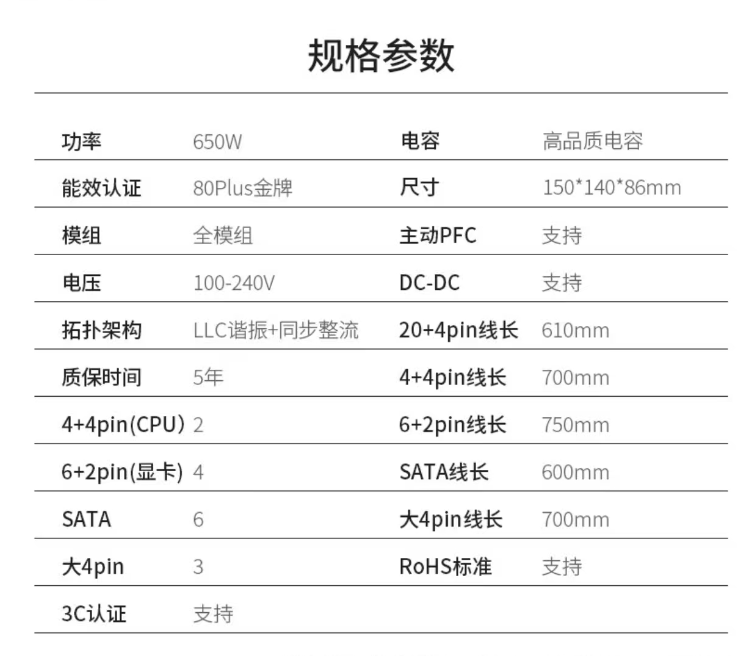 规格参数
功率 650W 电容 高品质电容
能效认证 80Plus金牌 尺寸 150*140*86mm
模组 全模组 主动PFC 支持
电压 100-240V DC-DC 支持
拓扑架构 LLC谐振+同步整流 20+4pin线长 610mm
质保时间 5年 4+4pin线长 700mm
4+4pin(CPU) 2 6+2pin线长 750mm
6+2pin(显卡) 4 SATA线长 600mm
SATA 6 大4pin线长 700mm
大4pin 3 RoHS标准 支持
3C认证 支持